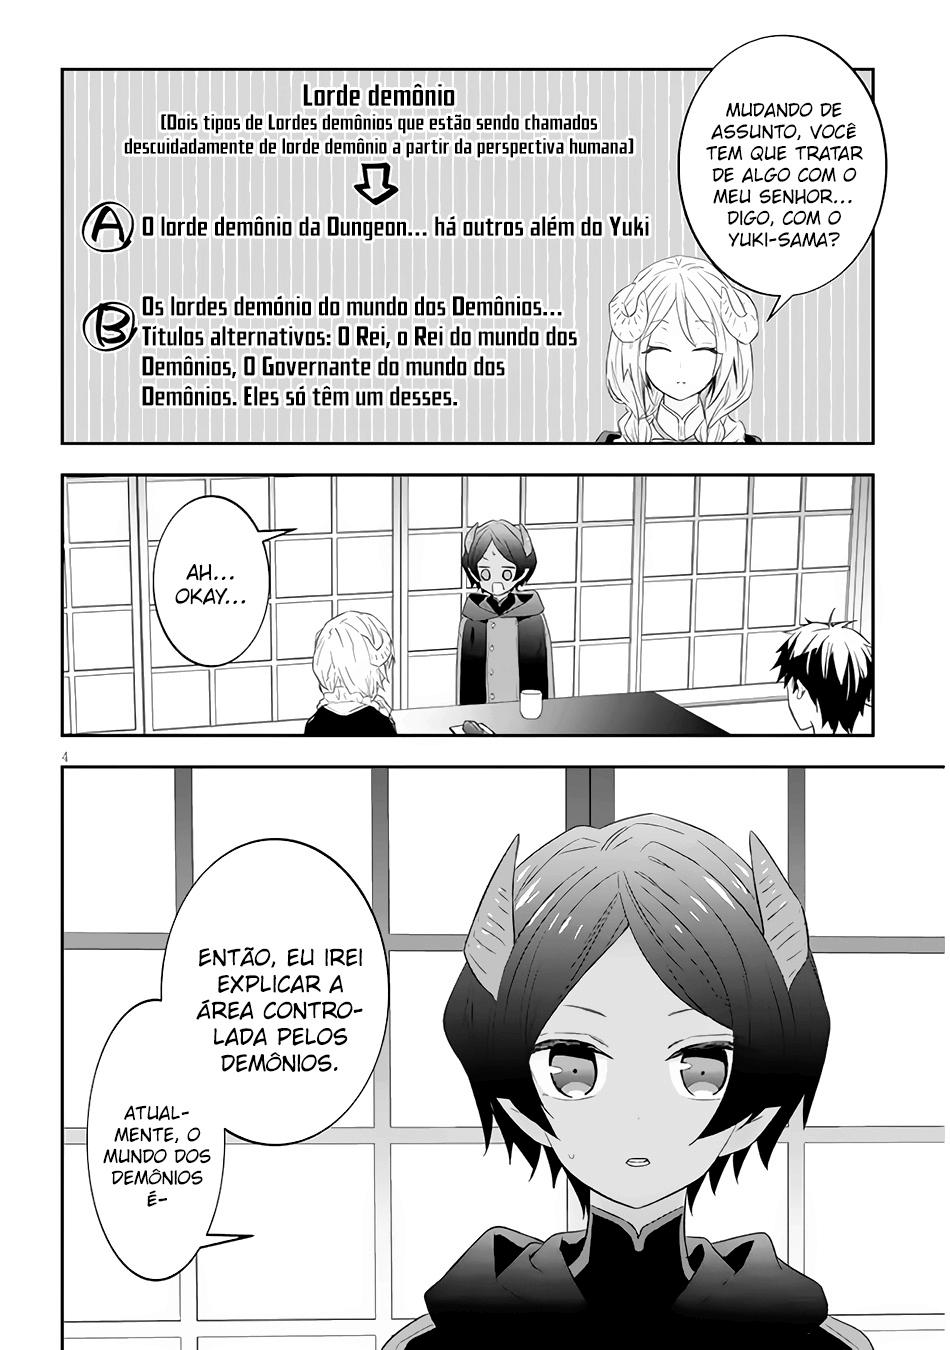 Lorde demônio
(Dois tipos de Lordes demônios que estão sendo chamados
descuidadamente de lorde demônio a partir da perspectiva humana)
A O lorde demônio da Dungeon... há outros além do Yuki
B Os lordes demónio do mundo dos Demônios...
Títulos alternativos: O Rei, o Rei do mundo dos
Demônios, O Governante do mundo dos
Demônios. Eles só têm um desses.
MUDANDO DE
ASSUNTO, VOCÊ
TEM QUE TRATAR
DE ALGO COM O
MEU SENHOR...
DIGO, COM O
YUKI-SAMA?
AH...
OKAY...
4
ENTÃO, EU IREI
EXPLICAR A
ÁREA CONTRO-
LADA PELOS
DEMÔNIOS.
ATUAL-
MENTE, O
MUNDO DOS
DEMÔNIOS
É-